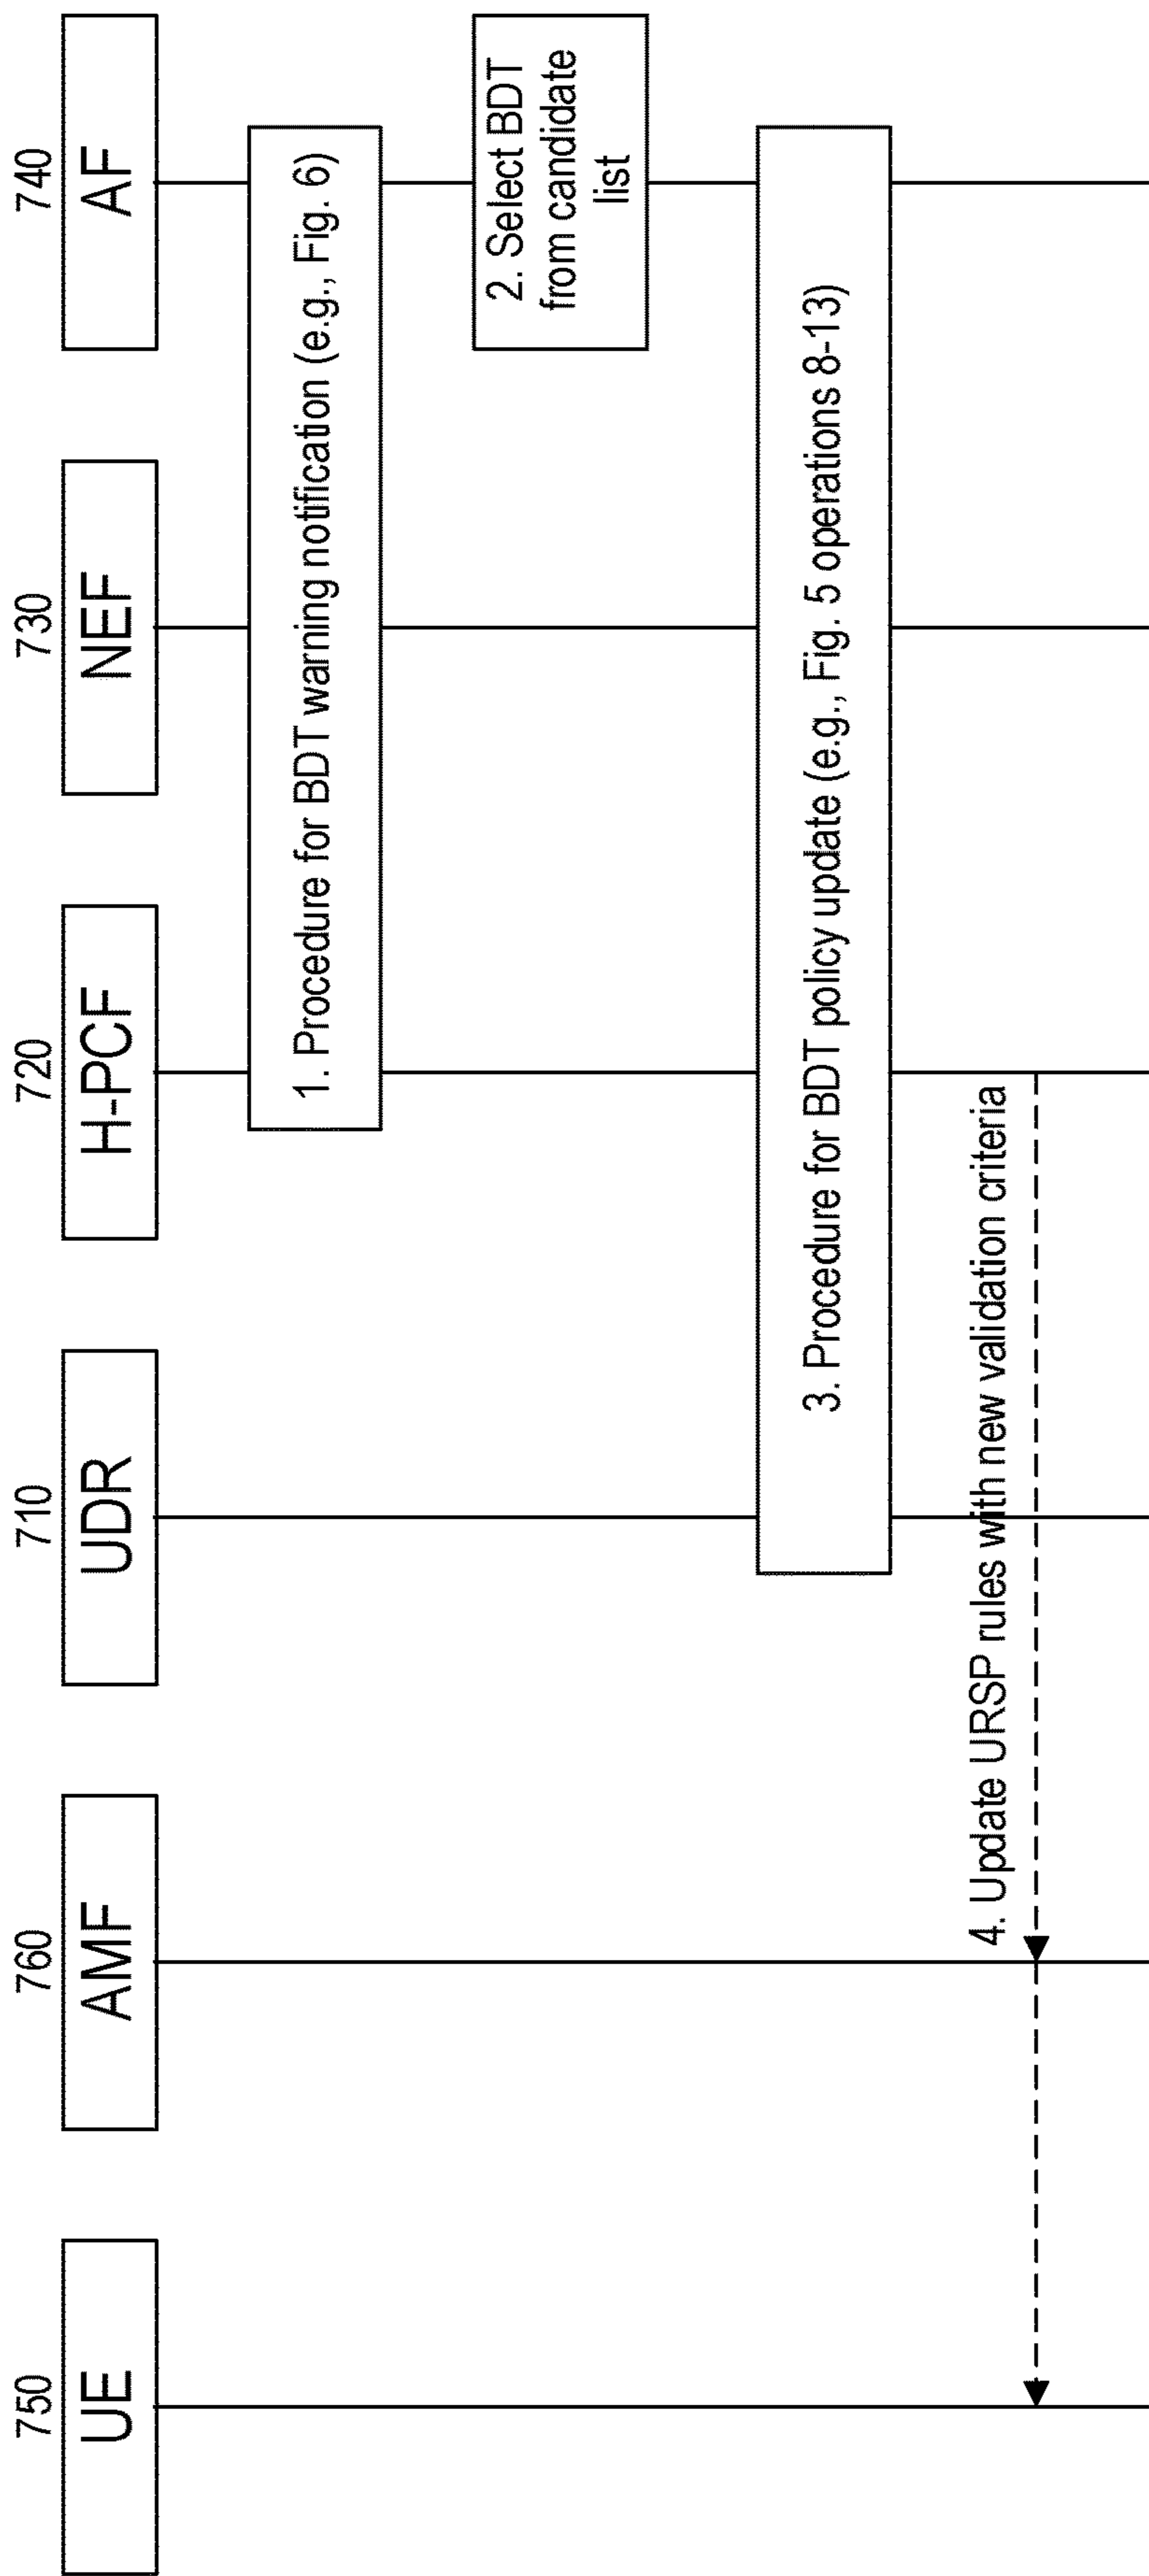 750
760
710
720
730
740
UE
AMF
UDR
H-PCF
NEF
AF
1. Procedure for BDT warning notification (e.g., Fig. 6)
2. Select BDT
from candidate
list
3. Procedure for BDT policy update (e.g., Fig. 5 operations 8-13)
4. Update URSP rules with new validation criteria